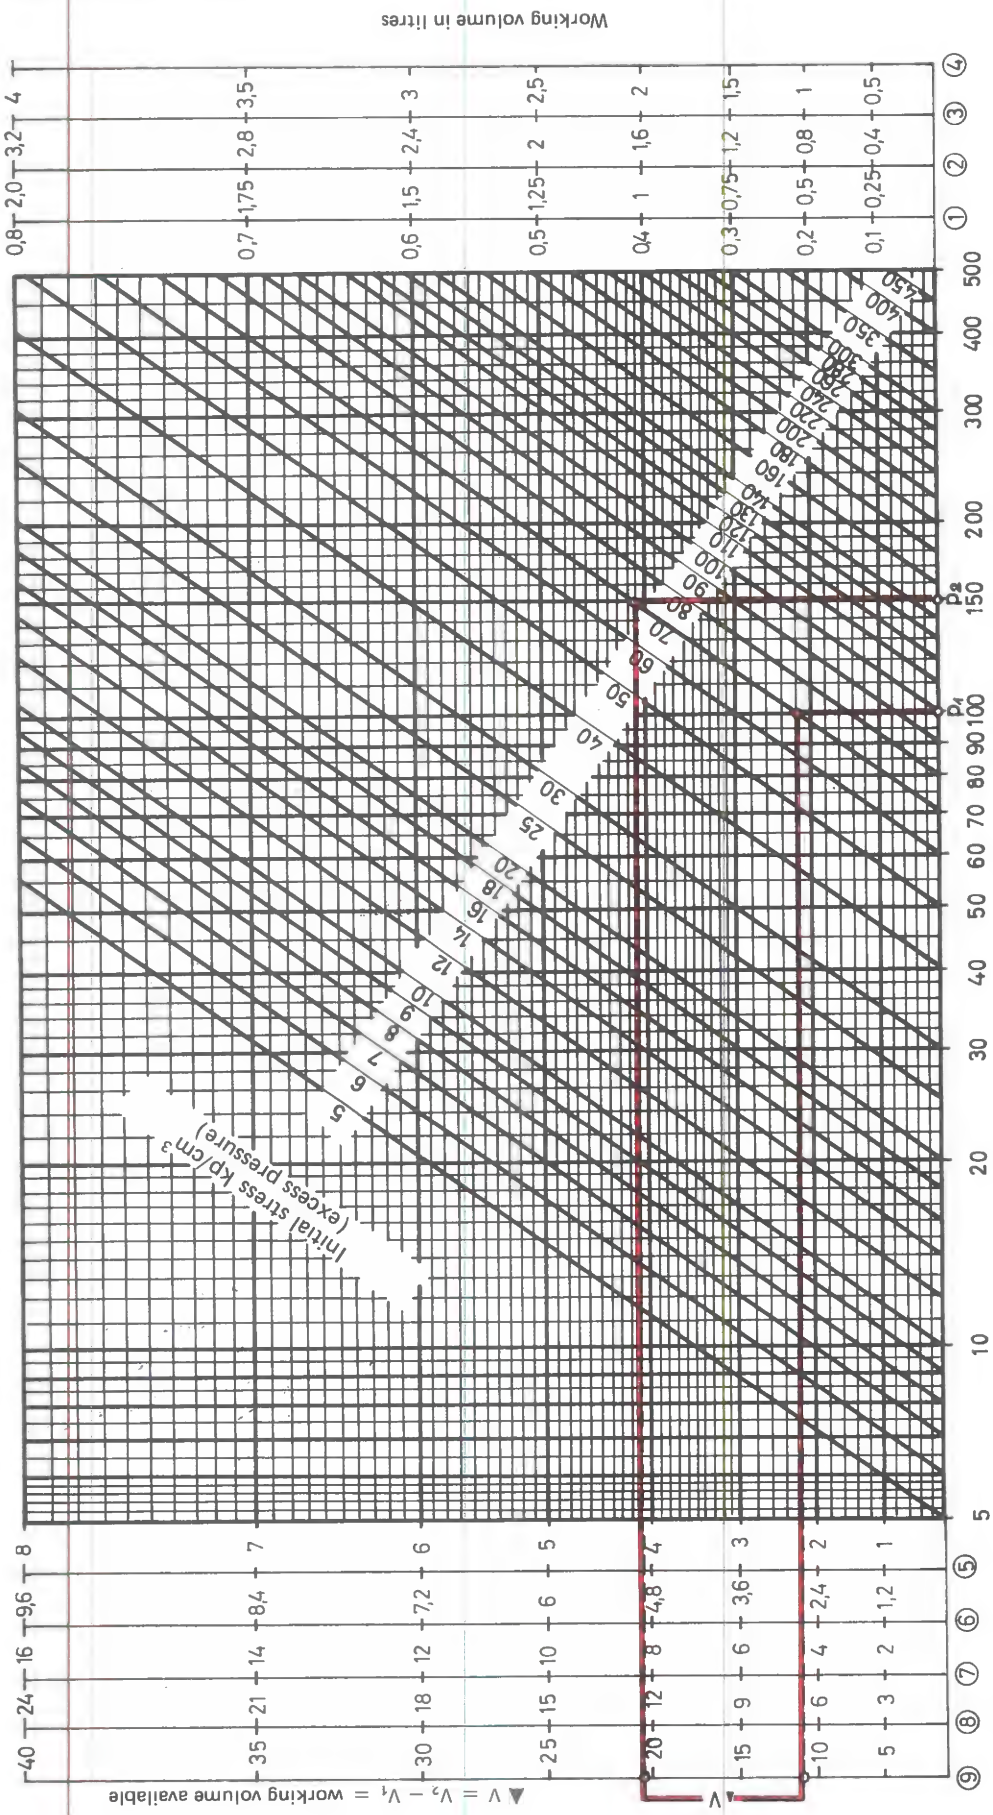 Working volume in litres
0,8 2,0 3,2 4
0,7 1,75 2,8 3,5
0,6 1,5 2,4 3
0,5 1,25 2 2,5
0,4 1 1,6 2
0,3 0,75 1,2 1,5
0,2 0,5 0,8 1
0,1 0,25 0,4 0,5
① ② ③ ④
Initial stress kp/cm³
(excess pressure)
5 6 7 8 9 10 12 14 16 18 20 25 30 40 50 60 70 80 90 100 110 120 130 140 160 180 200 220 240 260 280 300 350 400 450
5 10 20 30 40 50 60 70 80 90 100 150 200 300 400 500
P₁ P2
40 24 16 9,6 8
35 21 14 8,4 7
30 18 12 7,2 6
25 15 10 6 5
20 12 8 4,8 4
15 9 6 3,6 3
10 6 4 2,4 2
5 3 2 1,2 1
⑨ ⑧ ⑦ ⑥ ⑤
▲ V
▲ V = V₂ – V₁ = working volume available